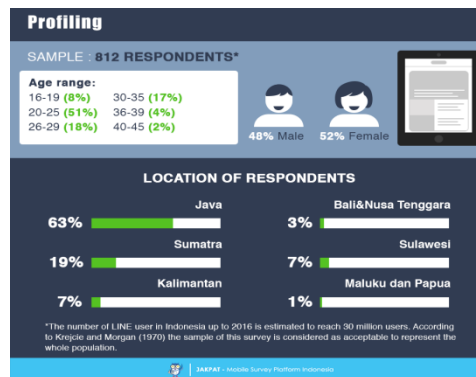 Profiling
SAMPLE : 812 RESPONDENTS*
Age range:
16-19 (8%) 30-35 (17%)
20-25 (51%) 36-39 (4%)
26-29 (18%) 40-45 (2%)
48% Male 52% Female
LOCATION OF RESPONDENTS
Java
63%
Sumatra
19%
Kalimantan
7%
Bali&Nusa Tenggara
3%
Sulawesi
7%
Maluku dan Papua
1%
*The number of LINE user in Indonesia up to 2016 is estimated to reach 30 million users. According
to Krejcie and Morgan (1970) the sample of this survey is considered as acceptable to represent the
whole population.
JAKPAT - Mobile Survey Platform Indonesia